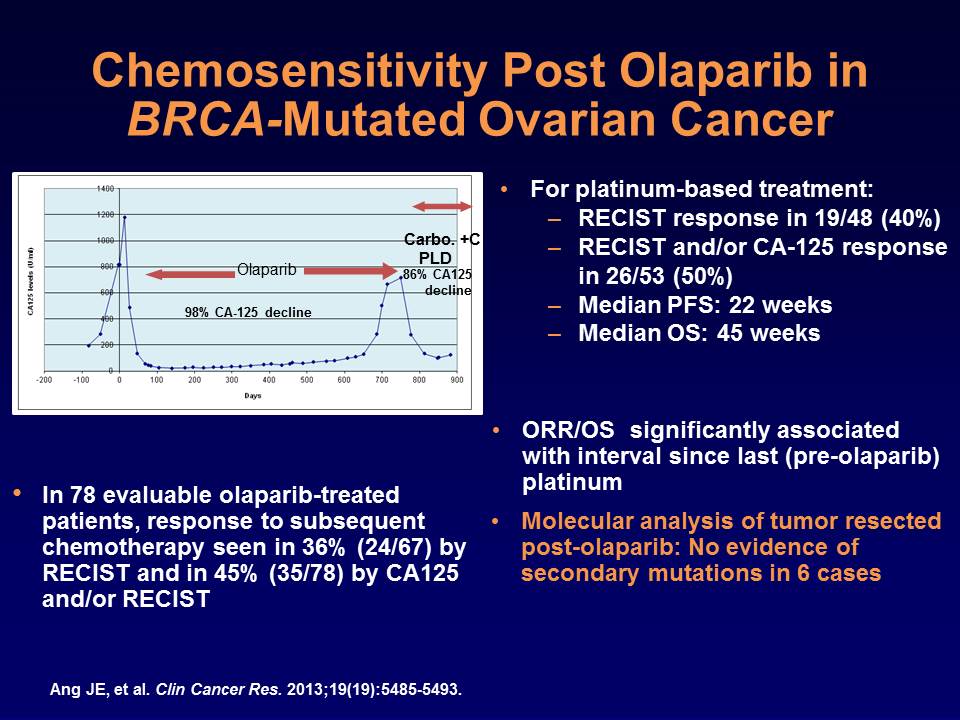 Chemosensitivity Post Olaparib in
BRCA-Mutated Ovarian Cancer
CA125 levels (U/ml)
1400
1200
1000
800
600
400
200
0
-200 -100 0 100 200 300 400 500 600 700 800 900
Days
Olaparib
98% CA-125 decline
Carbo. +C
PLD
86% CA125
decline
• For platinum-based treatment:
– RECIST response in 19/48 (40%)
– RECIST and/or CA-125 response
in 26/53 (50%)
– Median PFS: 22 weeks
– Median OS: 45 weeks
• ORR/OS significantly associated
with interval since last (pre-olaparib)
platinum
• Molecular analysis of tumor resected
post-olaparib: No evidence of
secondary mutations in 6 cases
• In 78 evaluable olaparib-treated
patients, response to subsequent
chemotherapy seen in 36% (24/67) by
RECIST and in 45% (35/78) by CA125
and/or RECIST
Ang JE, et al. Clin Cancer Res. 2013;19(19):5485-5493.